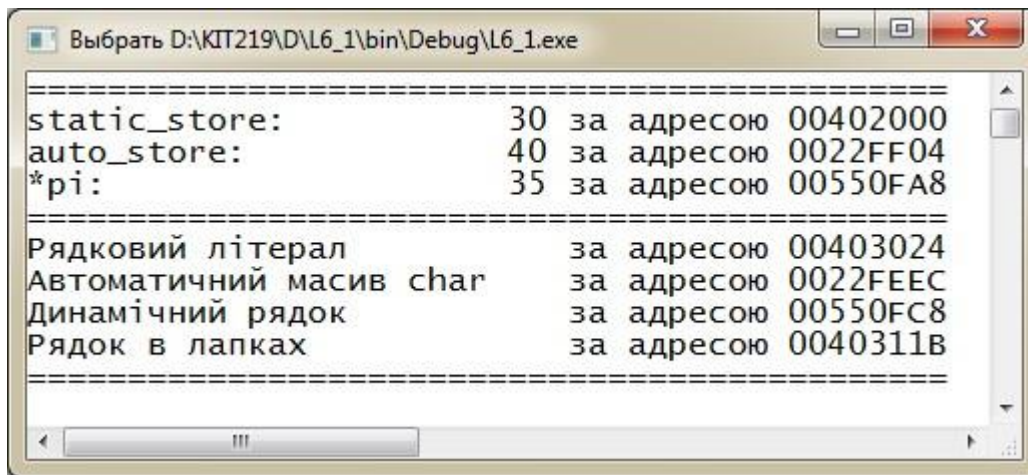 Выбрать D:\KIT219\D\L6_1\bin\Debug\L6_1.exe
==============================================
static_store: 30 за адресою 00402000
auto_store: 40 за адресою 0022FF04
*pi: 35 за адресою 00550FA8
==============================================
Рядковий літерал за адресою 00403024
Автоматичний масив char за адресою 0022FEEC
Динамічний рядок за адресою 00550FC8
Рядок в лапках за адресою 0040311B
==============================================